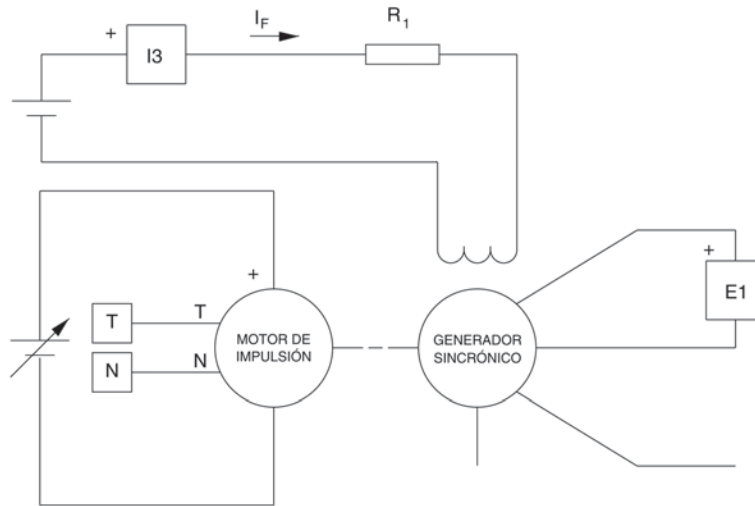 +
I3
I_F
R_1
+
T
T
N
N
MOTOR DE
IMPULSIÓN
GENERADOR
SINCRÓNICO
+
E1